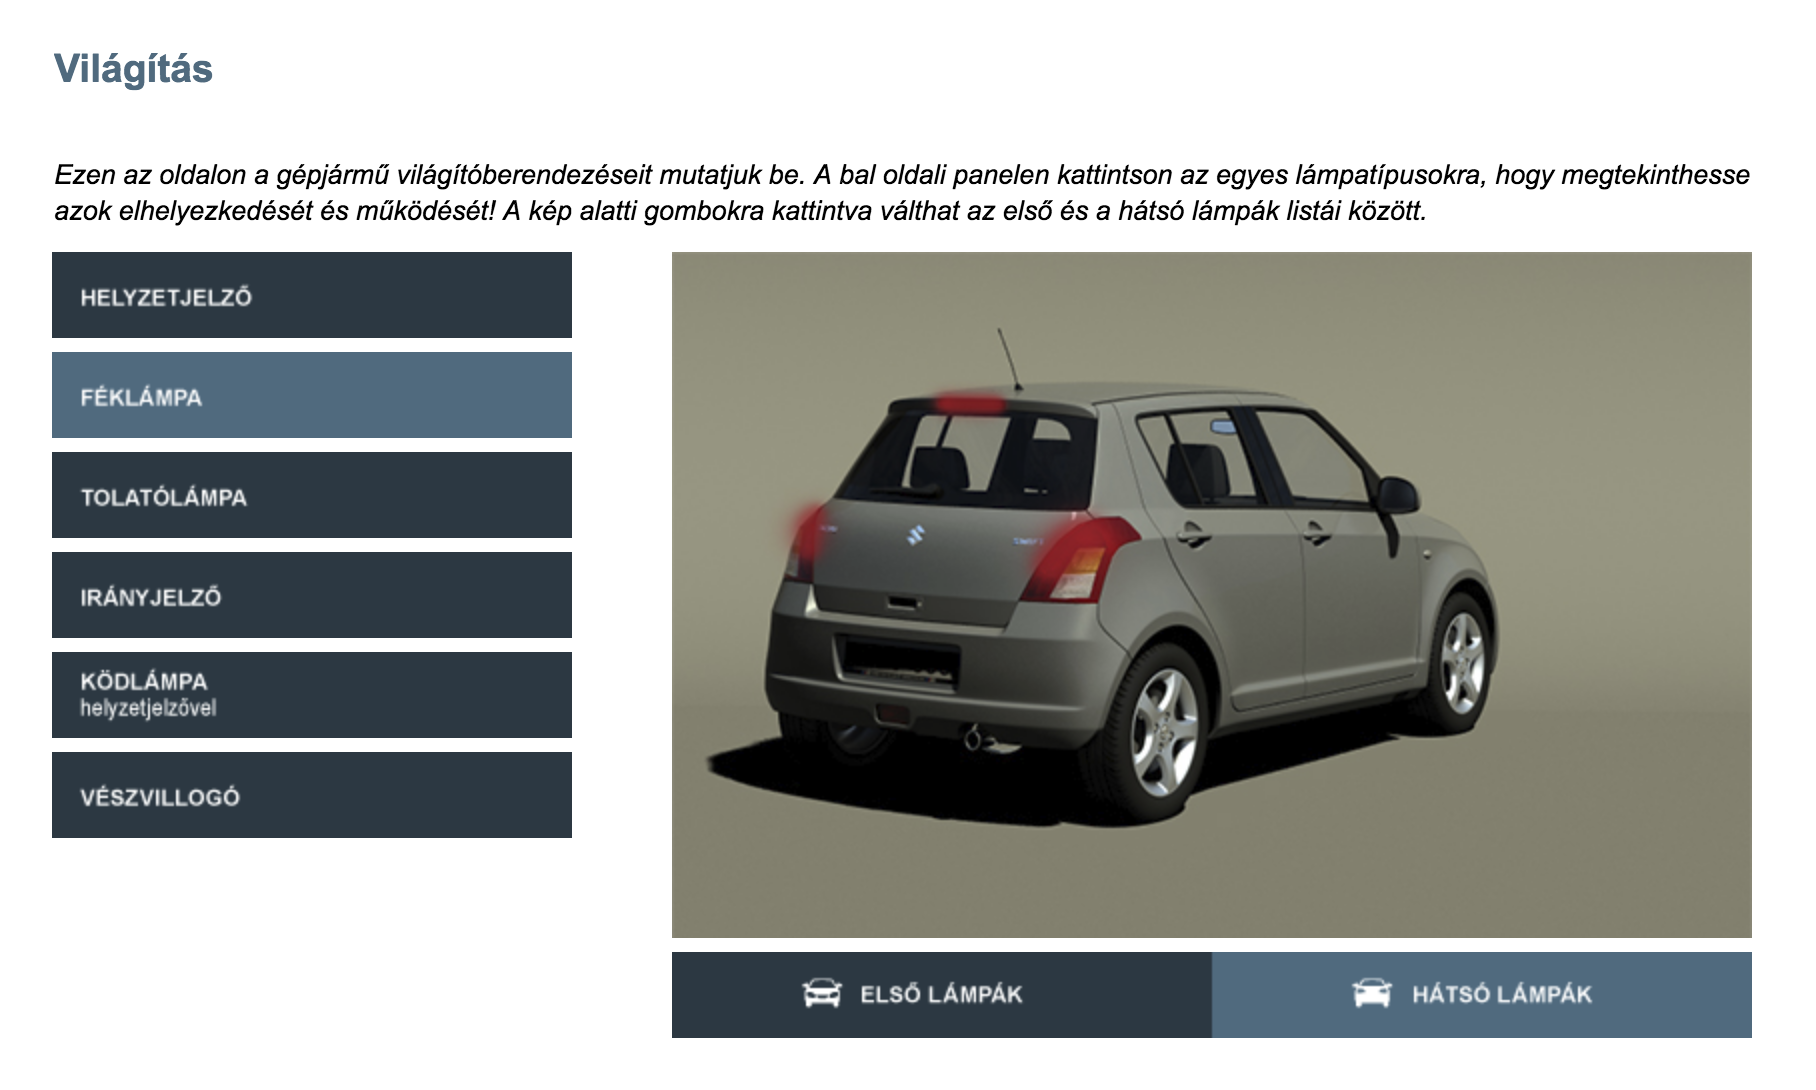 Világítás
Ezen az oldalon a gépjármű világítóberendezéseit mutatjuk be. A bal oldali panelen kattintson az egyes lámpatípusokra, hogy megtekinthesse
azok elhelyezkedését és működését! A kép alatti gombokra kattintva válthat az első és a hátsó lámpák listái között.
HELYZETJELZŐ
FÉKLÁMPA
TOLATÓLÁMPA
IRÁNYJELZŐ
KÖDLÁMPA
helyzetjelzővel
VÉSZVILLOGÓ
ELSŐ LÁMPÁK
HÁTSÓ LÁMPÁK